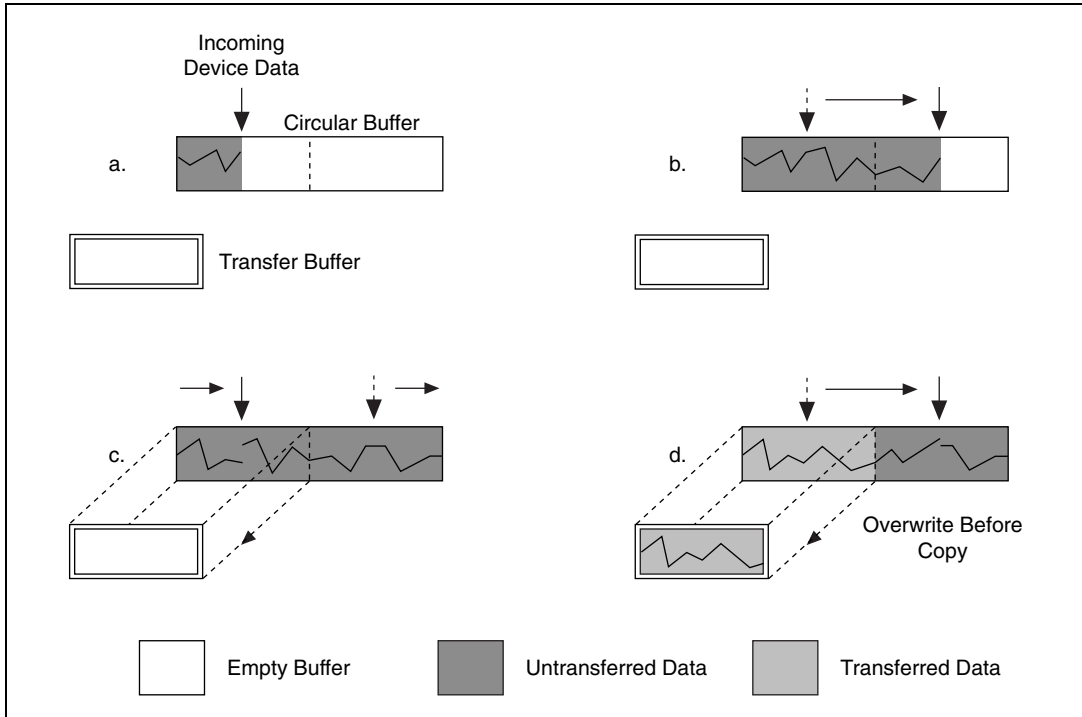 Incoming
Device Data
Circular Buffer
a.
b.
Transfer Buffer
c.
d.
Overwrite Before
Copy
Empty Buffer
Untransferred Data
Transferred Data